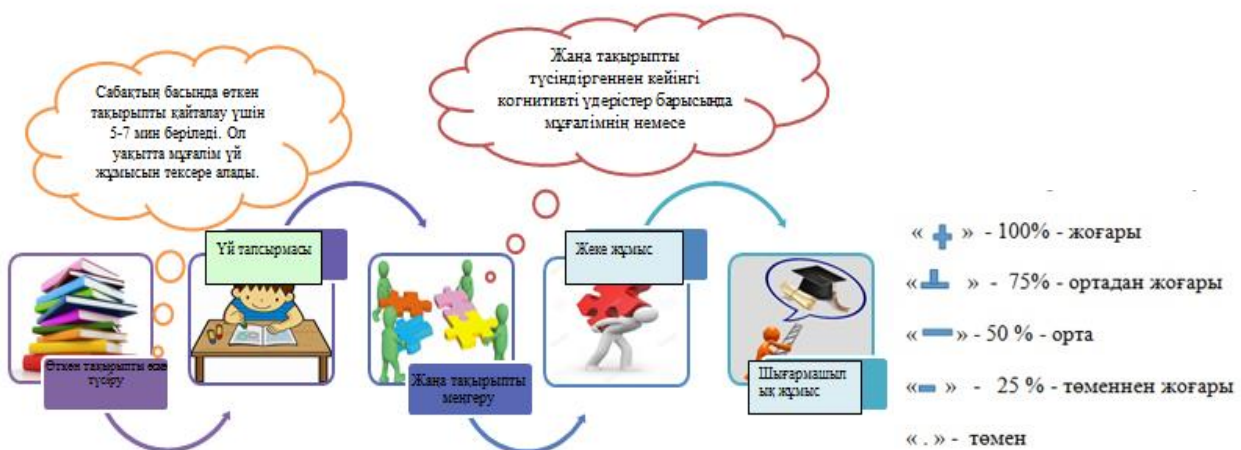 Сабақтың басында өткен
тақырыпты қайталау үшін
5-7 мин беріледі. Ол
уақытта мұғалім үй
жұмысын тексере алады.
Жаңа тақырыпты
түсіндіргеннен кейінгі
когнитивті үдерістер барысында
мұғалімнің немесе
Өткен тақырыпты еске
түсіру
Үй тапсырмасы
Жаңа тақырыпты
меңгеру
Жеке жұмыс
Шығармашыл
ық жұмыс
« + » - 100% - жоғары
« ┴ » - 75% - ортадан жоғары
« — » - 50 % - орта
« - » - 25 % - төменнен жоғары
« . » - төмен